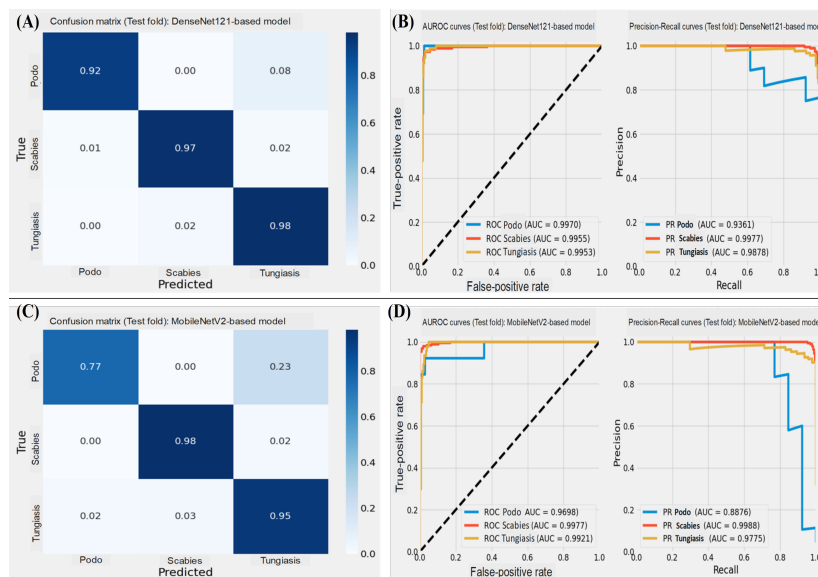 (A)
Confusion matrix (Test fold): DenseNet121-based model
True
Podo
Scabies
Tungiasis
0.92
0.00
0.08
0.01
0.97
0.02
0.00
0.02
0.98
Podo
Scabies
Tungiasis
Predicted
0.8
0.6
0.4
0.2
0.0
(B)
AUROC curves (Test fold): DenseNet121-based model
True-positive rate
1.0
0.8
0.6
0.4
0.2
0.0
ROC Podo (AUC = 0.9970)
ROC Scabies (AUC = 0.9955)
ROC Tungiasis (AUC = 0.9953)
0.0 0.2 0.4 0.6 0.8 1.0
False-positive rate
Precision-Recall curves (Test fold): DenseNet121-based mode
Precision
1.0
0.8
0.6
0.4
0.2
0.0
PR Podo (AUC = 0.9361)
PR Scabies (AUC = 0.9977)
PR Tungiasis (AUC = 0.9878)
0.0 0.2 0.4 0.6 0.8 1.0
Recall
(C)
Confusion matrix (Test fold): MobileNetV2-based model
True
Podo
Scabies
Tungiasis
0.77
0.00
0.23
0.00
0.98
0.02
0.02
0.03
0.95
Podo
Scabies
Tungiasis
Predicted
0.8
0.6
0.4
0.2
0.0
(D)
AUROC curves (Test fold): MobileNetV2-based model
True-positive rate
1.0
0.8
0.6
0.4
0.2
0.0
ROC Podo AUC = 0.9698)
ROC Scabies (AUC = 0.9977)
ROC Tungiasis (AUC = 0.9921)
0.0 0.2 0.4 0.6 0.8 1.0
False-positive rate
Precision-Recall curves (Test fold): MobileNetV2-based mode
Precision
1.0
0.8
0.6
0.4
0.2
0.0
PR Podo (AUC = 0.8876)
PR Scabies (AUC = 0.9988)
PR Tungiasis (AUC = 0.9775)
0.0 0.2 0.4 0.6 0.8 1.0
Recall